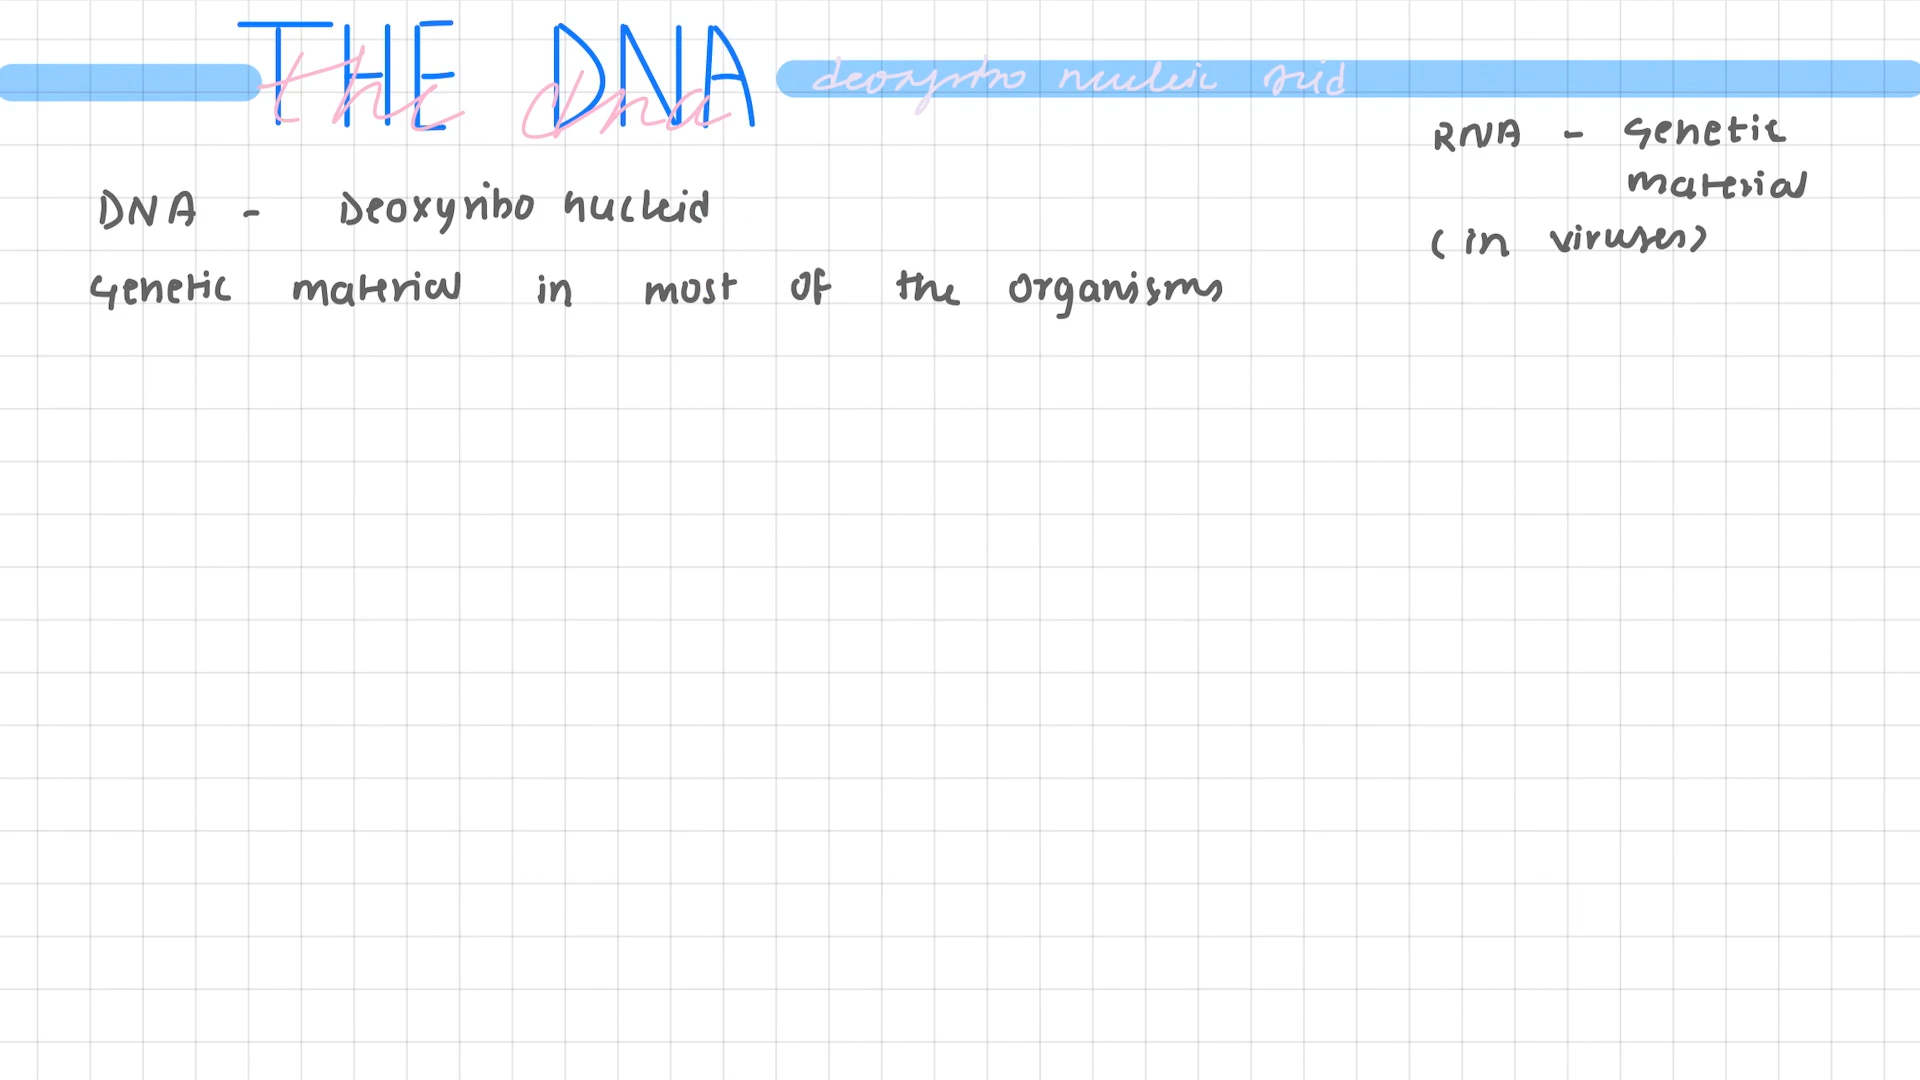 THE DNA
the dna
deoxyribo nucleic acid
RNA - Genetic
material
(in viruses)
DNA - Deoxyribo nucleid
Genetic material in most of the organisms